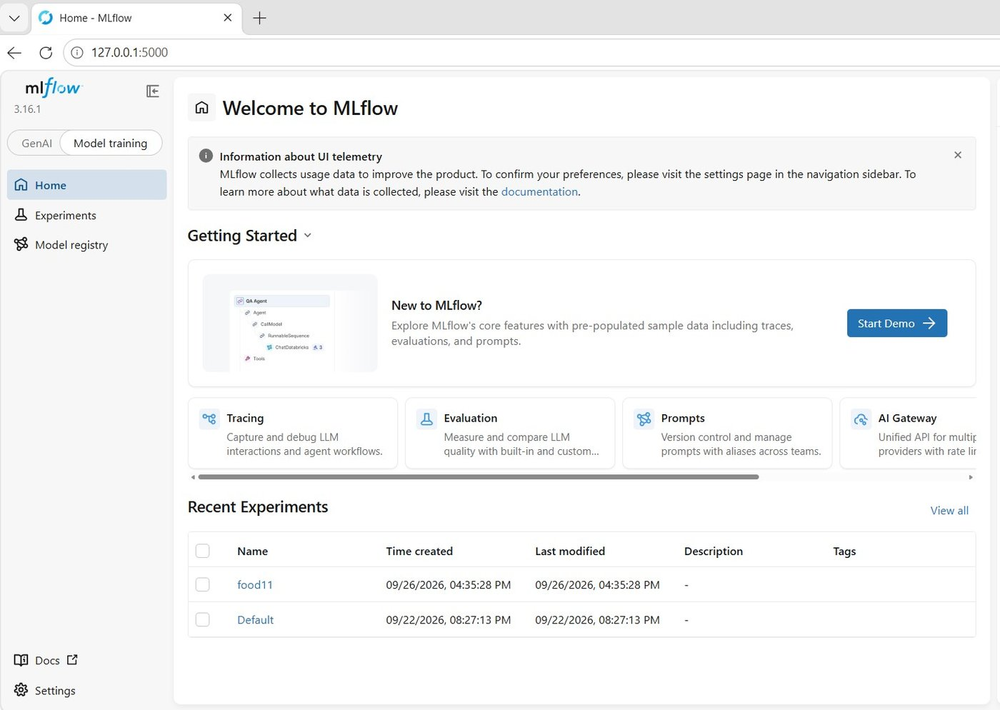 Home - MLflow
127.0.0.1:5000
mlflow
3.16.1
GenAI
Model training
Home
Experiments
Model registry
Docs
Settings
Welcome to MLflow
Information about UI telemetry
MLflow collects usage data to improve the product. To confirm your preferences, please visit the settings page in the navigation sidebar. To
learn more about what data is collected, please visit the documentation.
Getting Started
QA Agent
Agent
CallModel
RunnableSequence
ChatDatabricks 3
Tools
New to MLflow?
Explore MLflow's core features with pre-populated sample data including traces,
evaluations, and prompts.
Start Demo
Tracing
Capture and debug LLM
interactions and agent workflows.
Evaluation
Measure and compare LLM
quality with built-in and custom...
Prompts
Version control and manage
prompts with aliases across teams.
AI Gateway
Unified API for multip
providers with rate lir
Recent Experiments
View all
Name Time created Last modified Description Tags
food11 09/26/2026, 04:35:28 PM 09/26/2026, 04:35:28 PM -
Default 09/22/2026, 08:27:13 PM 09/22/2026, 08:27:13 PM -